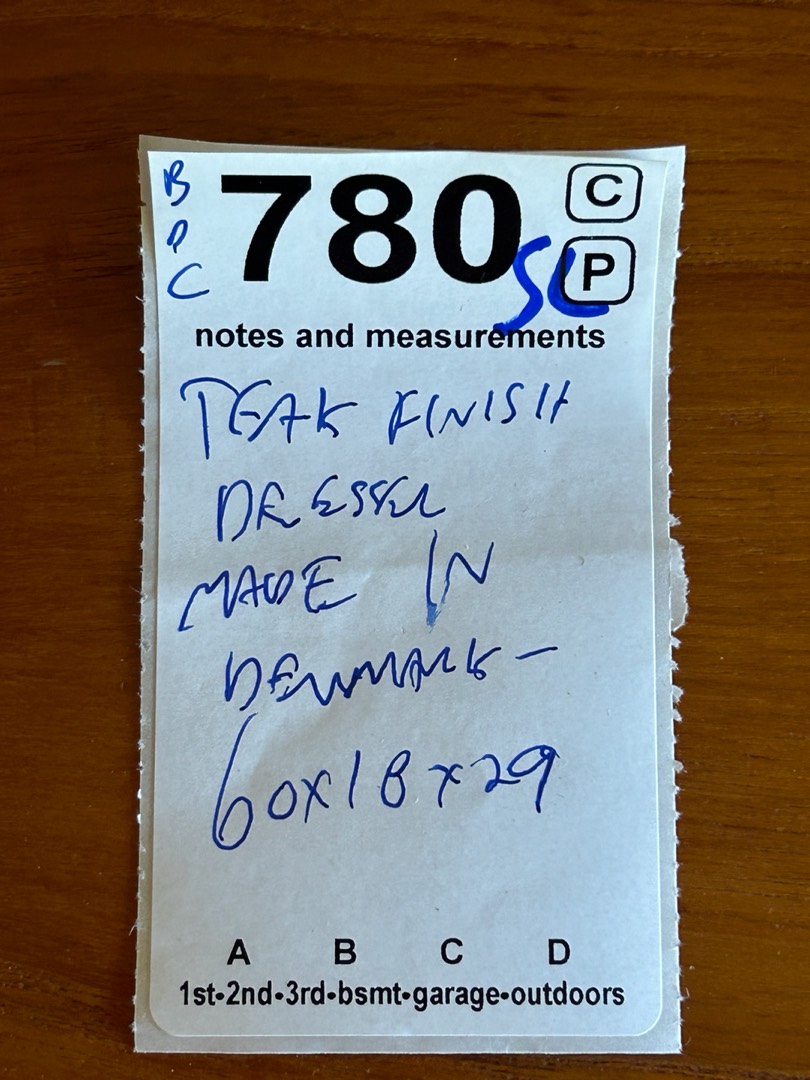 B
D
C
780
C
SC
P
notes and measurements
TEAK FINISH
DRESSER
MADE IN
DENMARK -
60x18x29
A B C D
1st•2nd•3rd•bsmt•garage•outdoors